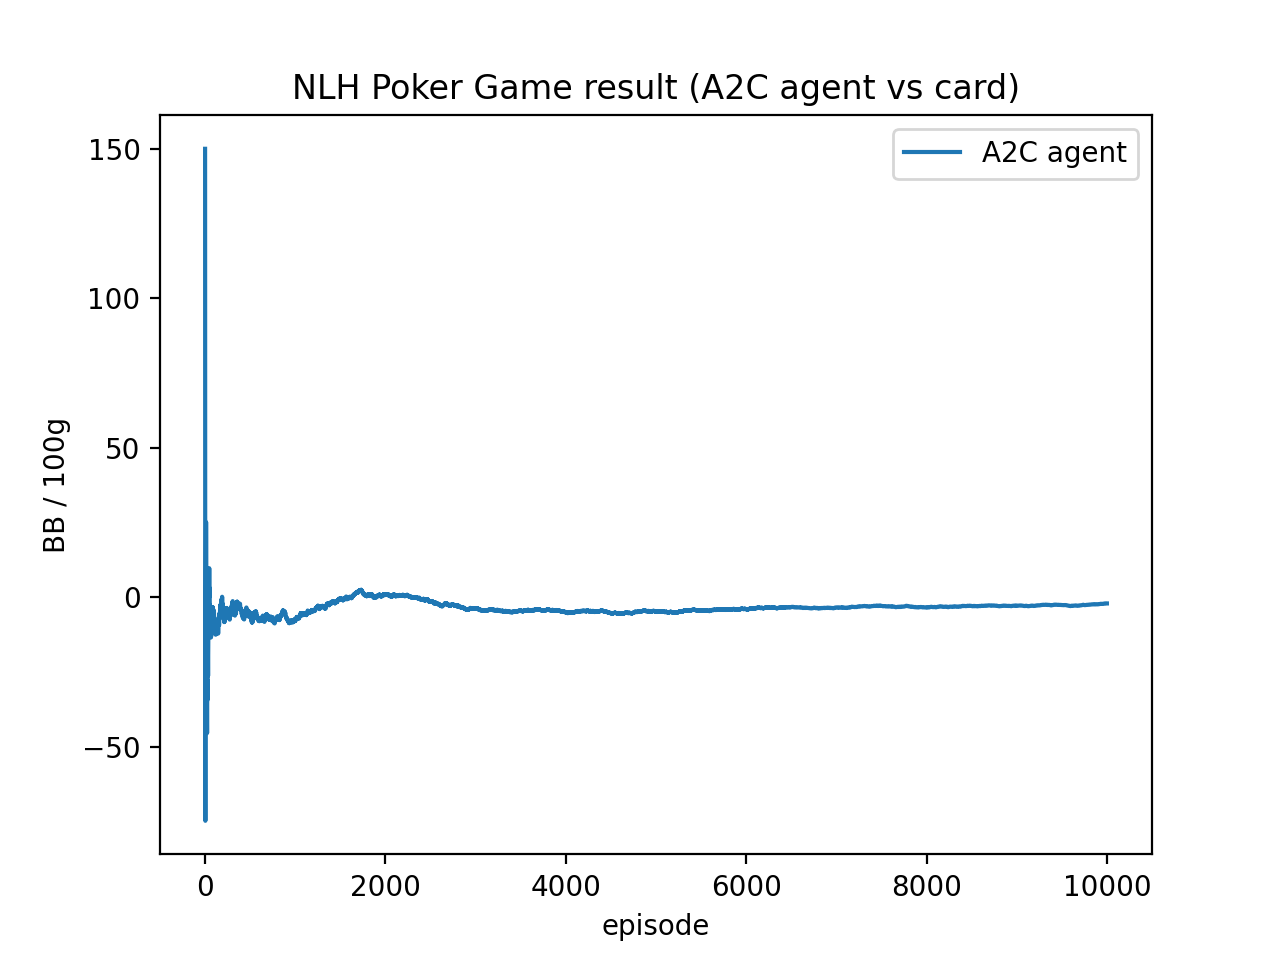 NLH Poker Game result (A2C agent vs card)
A2C agent
150
100
50
0
−50
BB / 100g
0
2000
4000
6000
8000
10000
episode